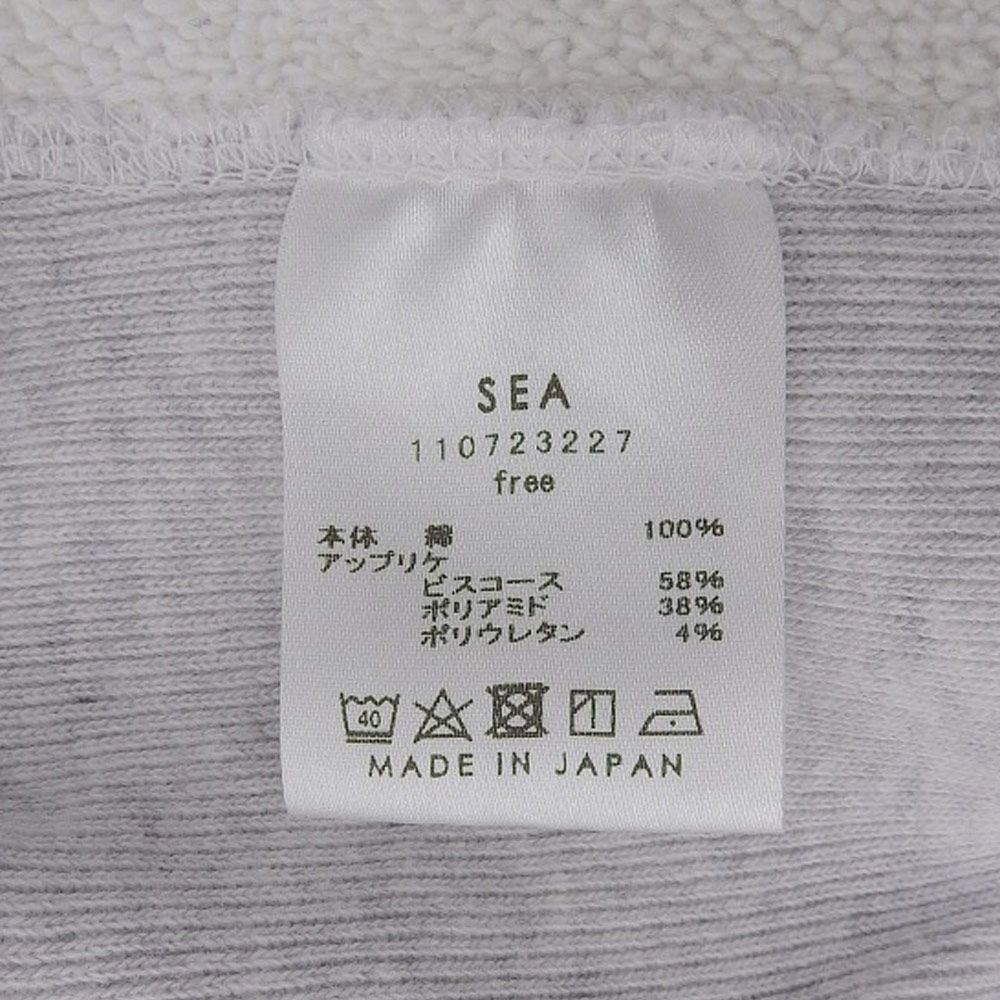 SEA
110723227
free
本体 綿 100%
アップリケ
ビスコース 58%
ポリアミド 38%
ポリウレタン 4%
40
MADE IN JAPAN